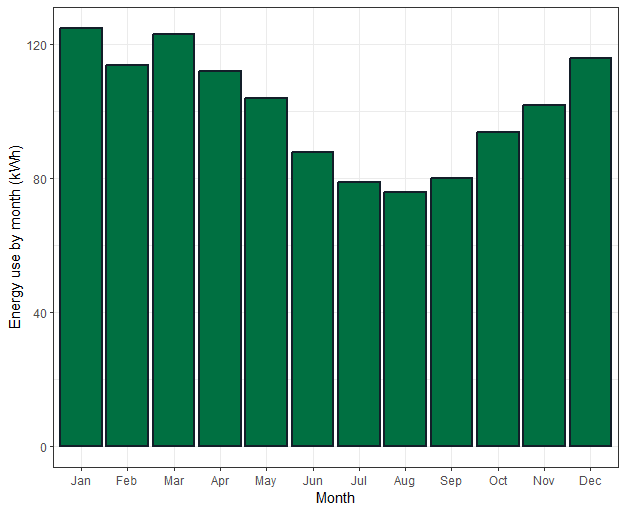 Energy use by month (kWh)
120
80
40
0
Jan Feb Mar Apr May Jun Jul Aug Sep Oct Nov Dec
Month